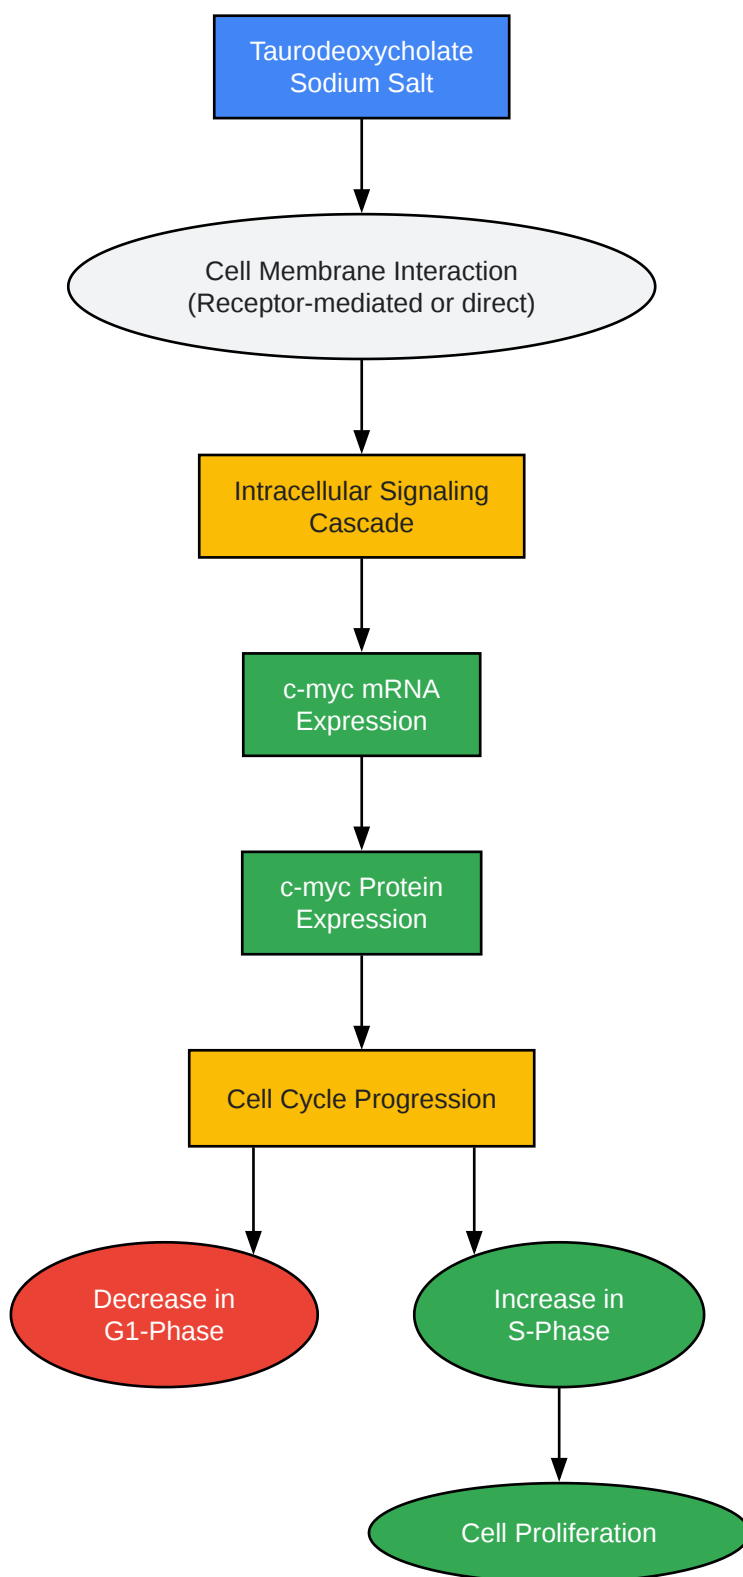 Taurodeoxycholate
Sodium Salt
Cell Membrane Interaction
(Receptor-mediated or direct)
Intracellular Signaling
Cascade
c-myc mRNA
Expression
c-myc Protein
Expression
Cell Cycle Progression
Decrease in
G1-Phase
Increase in
S-Phase
Cell Proliferation